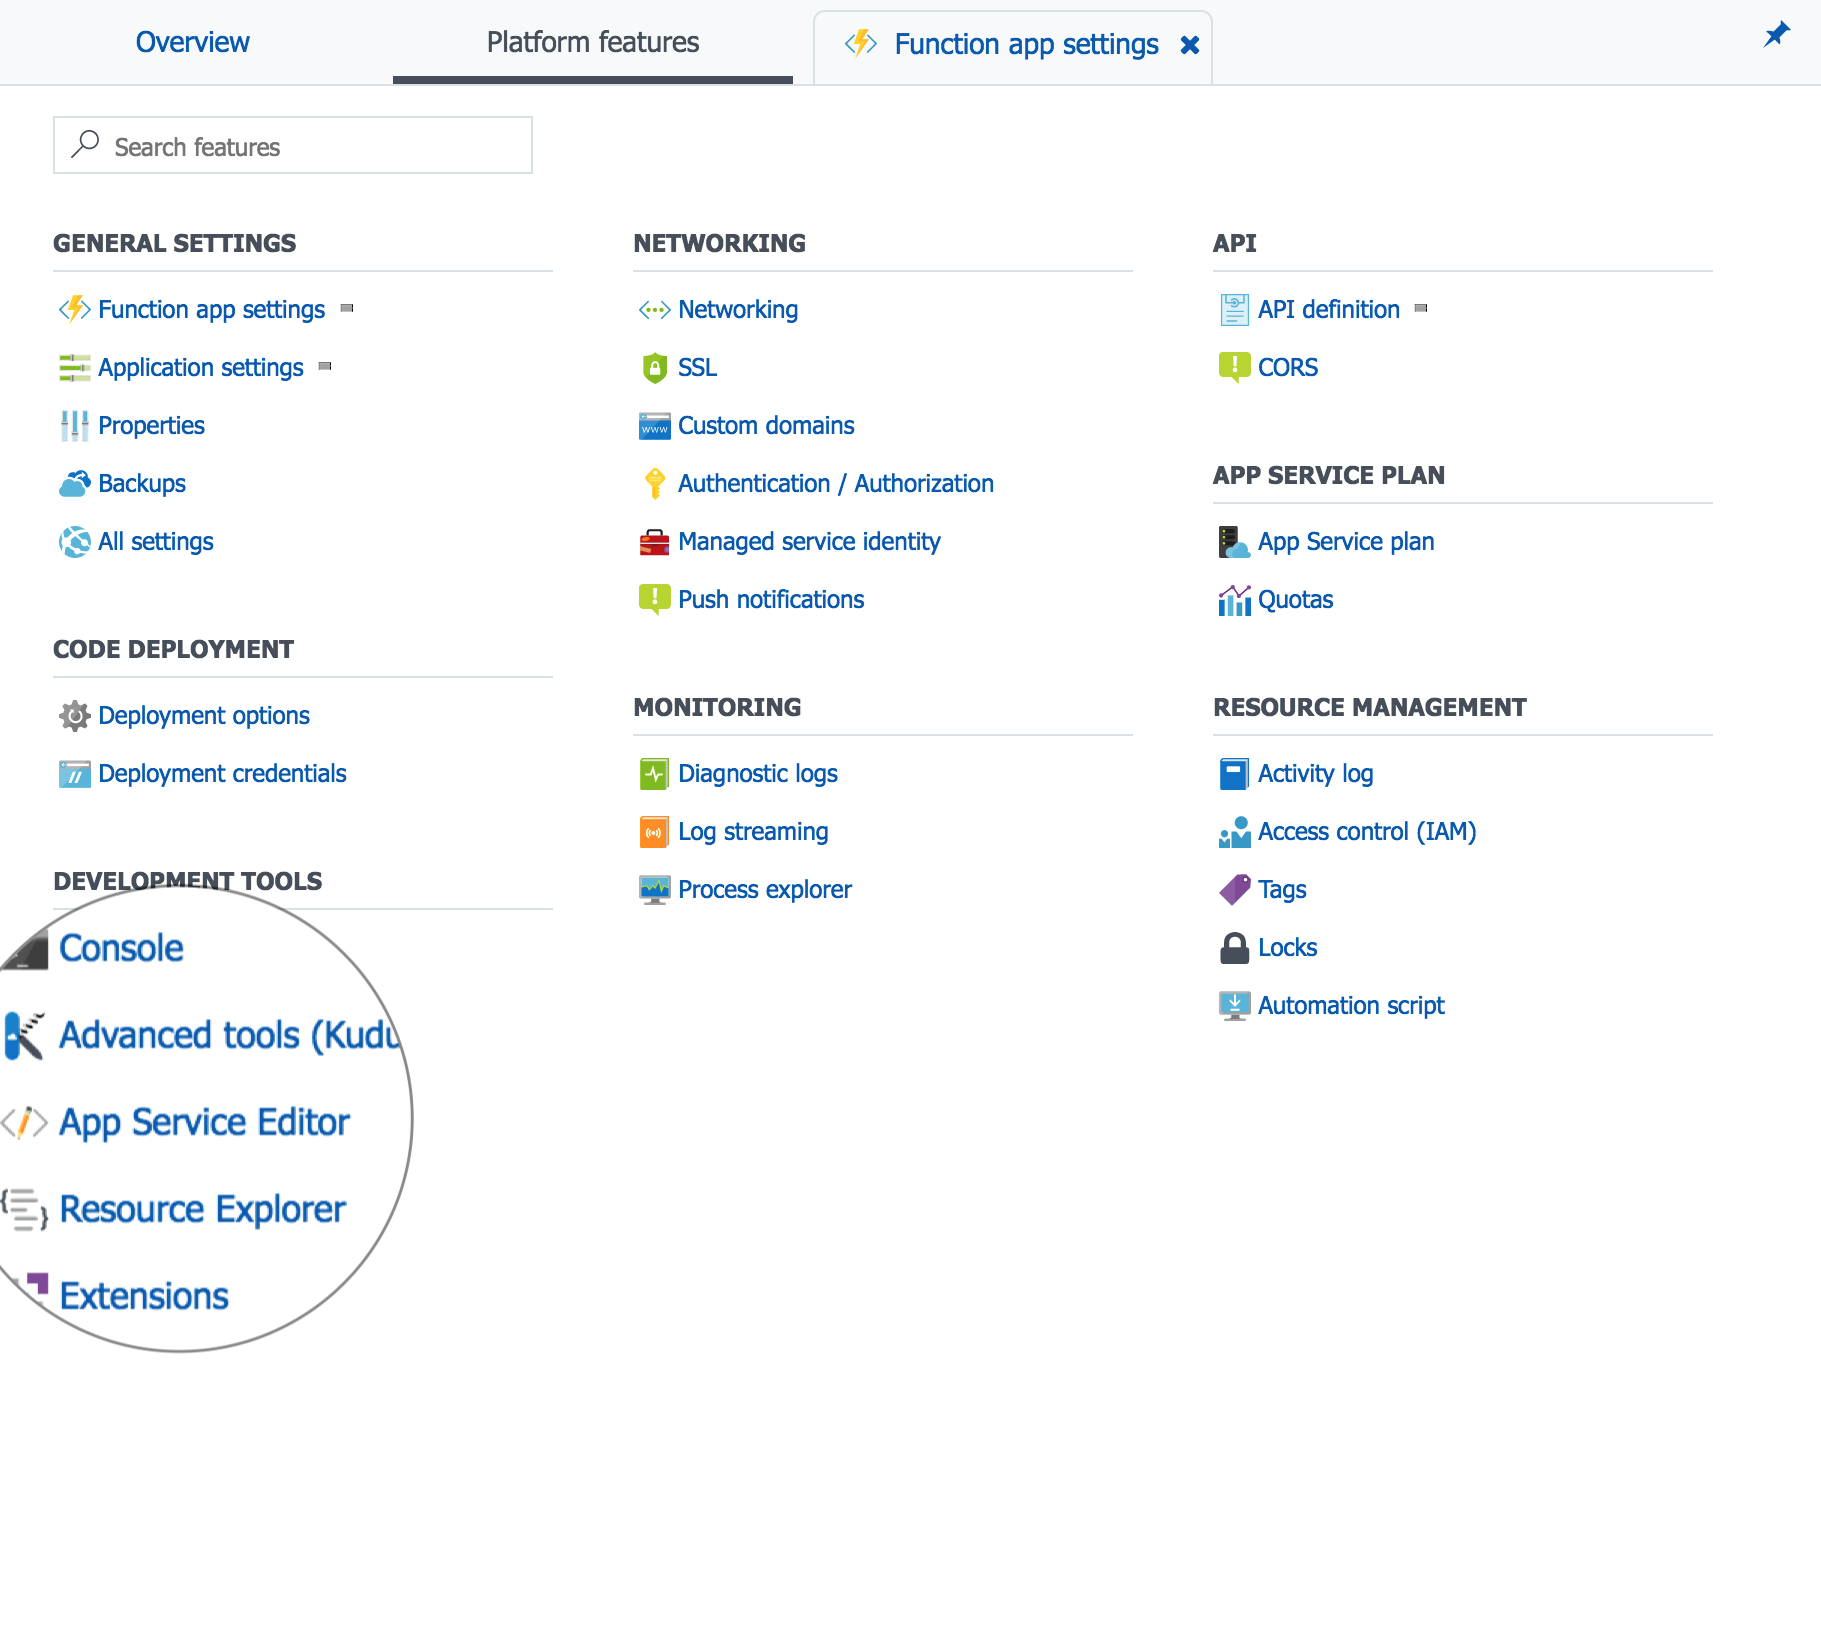 Overview
Platform features
Function app settings
Search features
GENERAL SETTINGS
Function app settings
Application settings
Properties
Backups
All settings
CODE DEPLOYMENT
Deployment options
Deployment credentials
DEVELOPMENT TOOLS
Console
Advanced tools (Kudu
App Service Editor
Resource Explorer
Extensions
NETWORKING
Networking
SSL
www
Custom domains
Authentication / Authorization
Managed service identity
Push notifications
MONITORING
Diagnostic logs
Log streaming
Process explorer
API
API definition
CORS
APP SERVICE PLAN
App Service plan
Quotas
RESOURCE MANAGEMENT
Activity log
Access control (IAM)
Tags
Locks
Automation script